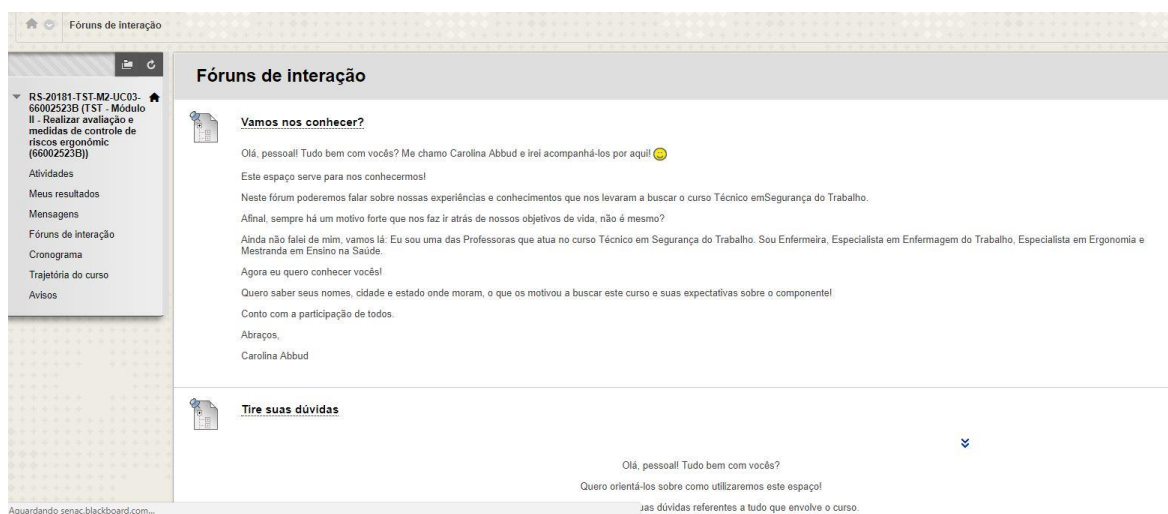 Fóruns de interação
RS-20181-TST-M2-UC03-
66002523B (TST - Módulo
II - Realizar avaliação e
medidas de controle de
riscos ergonômic
(66002523B))
Atividades
Meus resultados
Mensagens
Fóruns de interação
Cronograma
Trajetória do curso
Avisos
Fóruns de interação
Vamos nos conhecer?
Olá, pessoal! Tudo bem com vocês? Me chamo Carolina Abbud e irei acompanhá-los por aqui!
Este espaço serve para nos conhecermos!
Neste fórum poderemos falar sobre nossas experiências e conhecimentos que nos levaram a buscar o curso Técnico emSegurança do Trabalho.
Afinal, sempre há um motivo forte que nos faz ir atrás de nossos objetivos de vida, não é mesmo?
Ainda não falei de mim, vamos lá: Eu sou uma das Professoras que atua no curso Técnico em Segurança do Trabalho. Sou Enfermeira, Especialista em Enfermagem do Trabalho, Especialista em Ergonomia e
Mestranda em Ensino na Saúde.
Agora eu quero conhecer vocês!
Quero saber seus nomes, cidade e estado onde moram, o que os motivou a buscar este curso e suas expectativas sobre o componente!
Conto com a participação de todos.
Abraços,
Carolina Abbud
Tire suas dúvidas
Olá, pessoal! Tudo bem com vocês?
Quero orientá-los sobre como utilizaremos este espaço!
dúvidas referentes a tudo que envolve o curso.
Aguardando senac.blackboard.com...